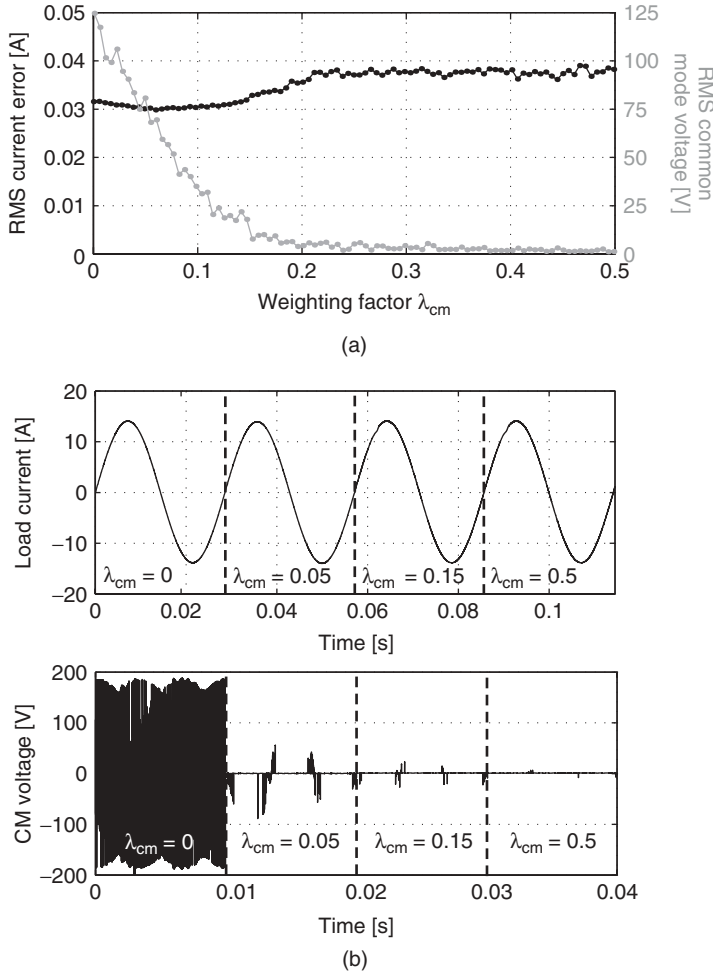 0.05
0.04
0.03
0.02
0.01
0
RMS current error [A]
125
100
75
50
25
0
RMS common
mode voltage [V]
0 0.1 0.2 0.3 0.4 0.5
Weighting factor λcm
(a)
20
10
0
−10
−20
Load current [A]
λcm = 0 λcm = 0.05 λcm = 0.15 λcm = 0.5
0 0.02 0.04 0.06 0.08 0.1
Time [s]
200
100
0
−100
−200
CM voltage [V]
λcm = 0 λcm = 0.05 λcm = 0.15 λcm = 0.5
0 0.01 0.02 0.03 0.04
Time [s]
(b)